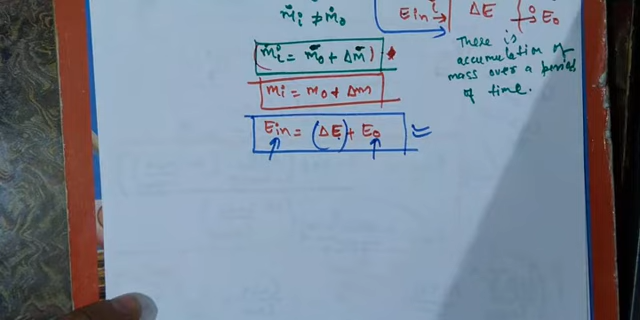 ṁi ≠ ṁo
Ein → i ΔE o → Eo
(ṁi = ṁo + Δṁ) *
mi = mo + Δm
Ein = (ΔE) + Eo
There is
accumulation of
mass over a period
of time.